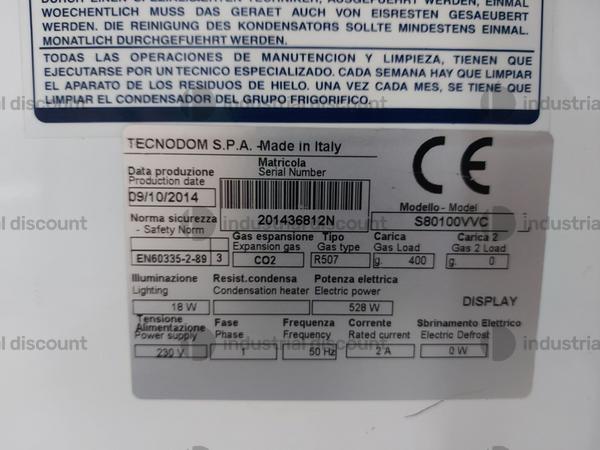 DURCH EINEN SPEZIALISIERTEN TECHNIKER, AUSGEFUEHRT WERDEN, EINMAL
WOECHENTLICH MUSS DAS GERAET AUCH VON EISRESTEN GESAEUBERT
WERDEN. DIE REINIGUNG DES KONDENSATORS SOLLTE MINDESTENS EINMAL.
MONATLICH DURCHGEFUEHRT WERDEN.
TODAS LAS OPERACIONES DE MANUTENCION Y LIMPIEZA, TIENEN QUE
EJECUTARSE POR UN TECNICO ESPECIALIZADO. CADA SEMANA HAY QUE LIMPIAR
EL APARATO DE LOS RESIDUOS DE HIELO. UNA VEZ CADA MES, SE TIENE QUE
LIMPIAR EL CONDENSADOR DEL GRUPO FRIGORIFICO.
TECNODOM S.P.A. -Made in Italy
CE
Data produzione
Production date
09/10/2014
Matricola
Serial Number
201436812N
Modello - Model
S80100VVC
Norma sicurezza
- Safety Norm
EN60335-2-89 3
Gas espansione
Expansion gas
CO2
Tipo
Gas type
R507
Carica
Gas Load
g. 400
Carica 2
Gas 2 Load
g. 0
Illuminazione
Lighting
18 W
Resist.condensa
Condensation heater
Potenza elettrica
Electric power
528 W
DISPLAY
Tensione
Alimentazione
Power supply
230 V
Fase
Phase
1
Frequenza
Frequency
50 Hz
Corrente
Rated current
2 A
Sbrinamento Elettrico
Electric Defrost
0 W
industrial discount